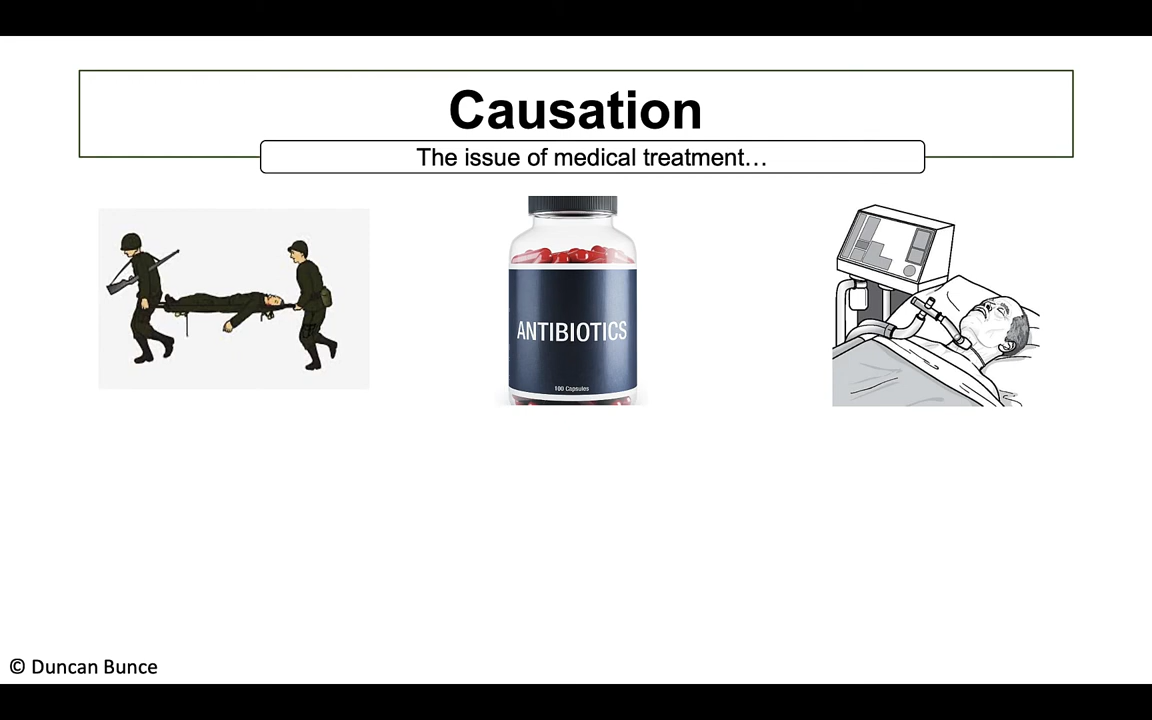 Causation
The issue of medical treatment…
ANTIBIOTICS
100 Capsules
© Duncan Bunce